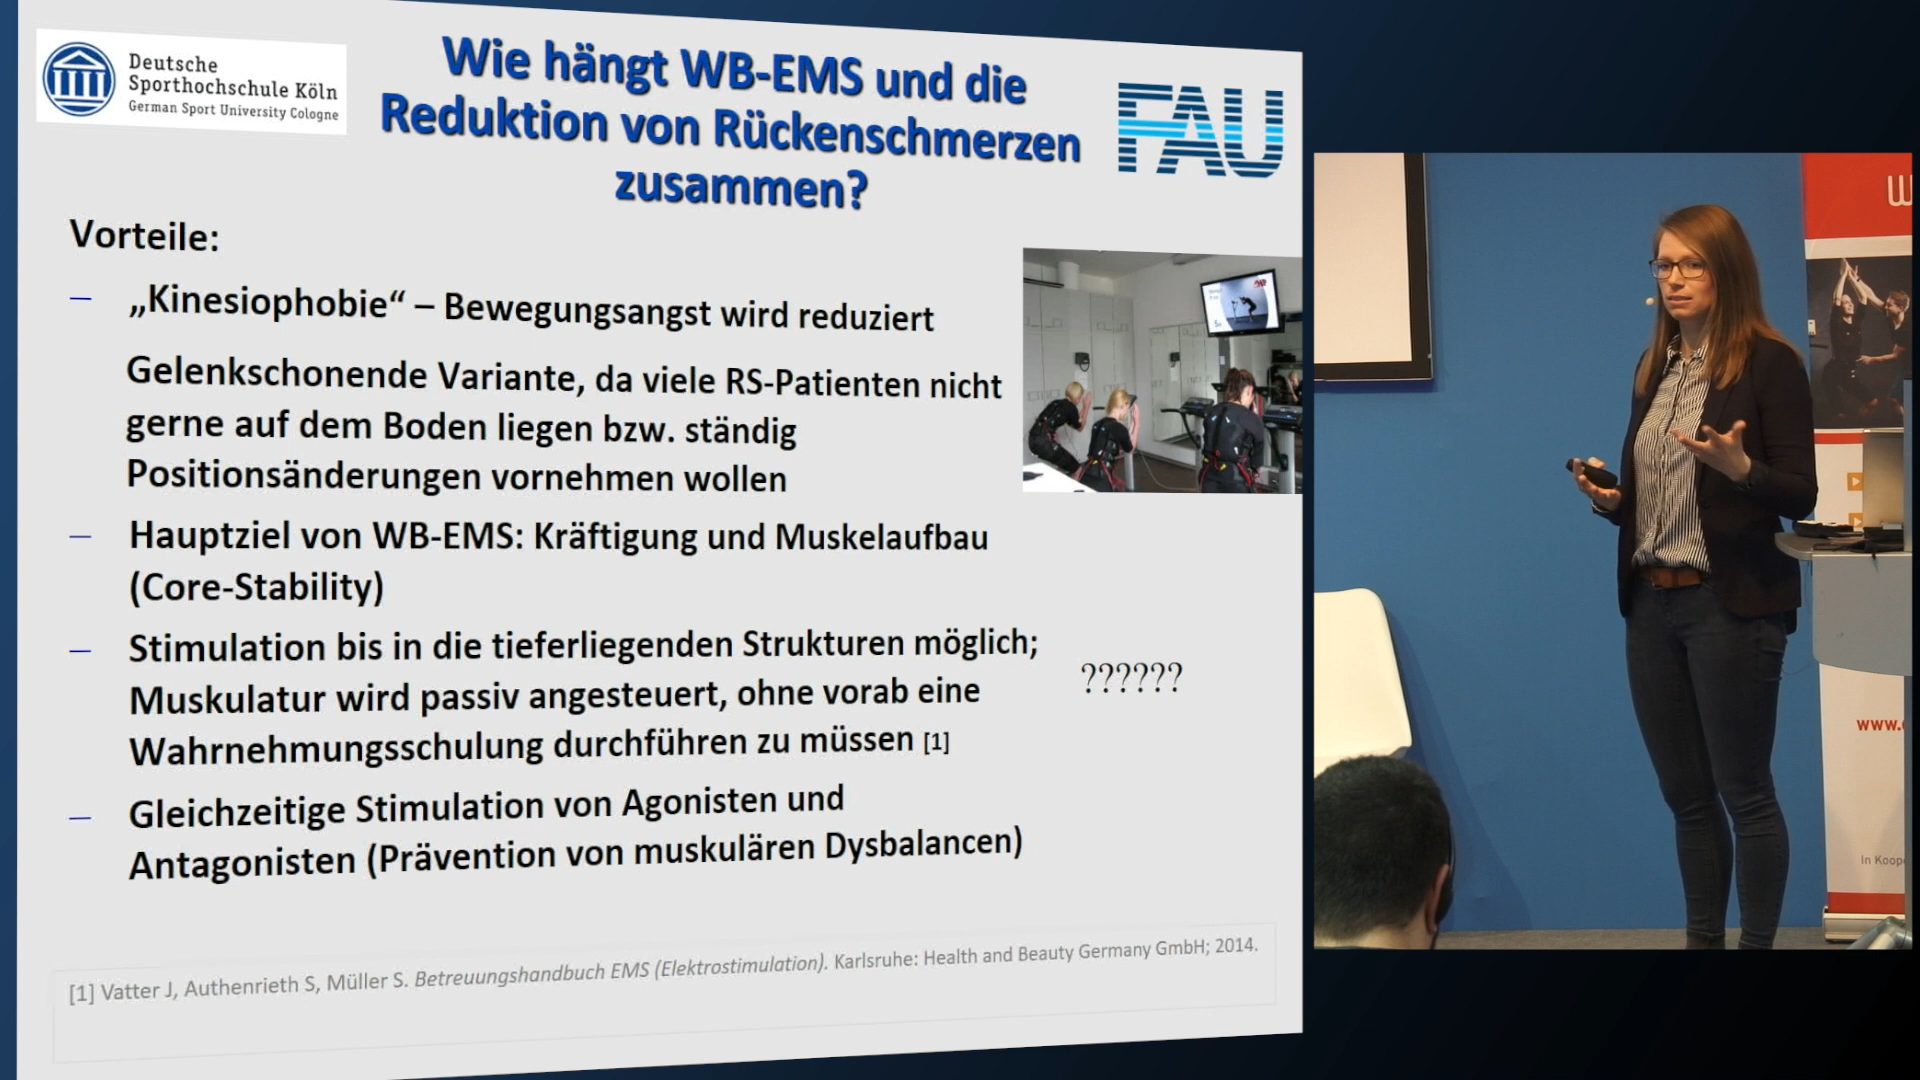 Deutsche
Sporthochschule Köln
German Sport University Cologne
Wie hängt WB-EMS und die
Reduktion von Rückenschmerzen
zusammen?
FAU
Vorteile:
– „Kinesiophobie“ – Bewegungsangst wird reduziert
Gelenkschonende Variante, da viele RS-Patienten nicht
gerne auf dem Boden liegen bzw. ständig
Positionsänderungen vornehmen wollen
– Hauptziel von WB-EMS: Kräftigung und Muskelaufbau
(Core-Stability)
– Stimulation bis in die tieferliegenden Strukturen möglich;
Muskulatur wird passiv angesteuert, ohne vorab eine
Wahrnehmungsschulung durchführen zu müssen [1]
??????
– Gleichzeitige Stimulation von Agonisten und
Antagonisten (Prävention von muskulären Dysbalancen)
[1] Vatter J, Authenrieth S, Müller S. Betreuungshandbuch EMS (Elektrostimulation). Karlsruhe: Health and Beauty Germany GmbH; 2014.
www.
In Koop